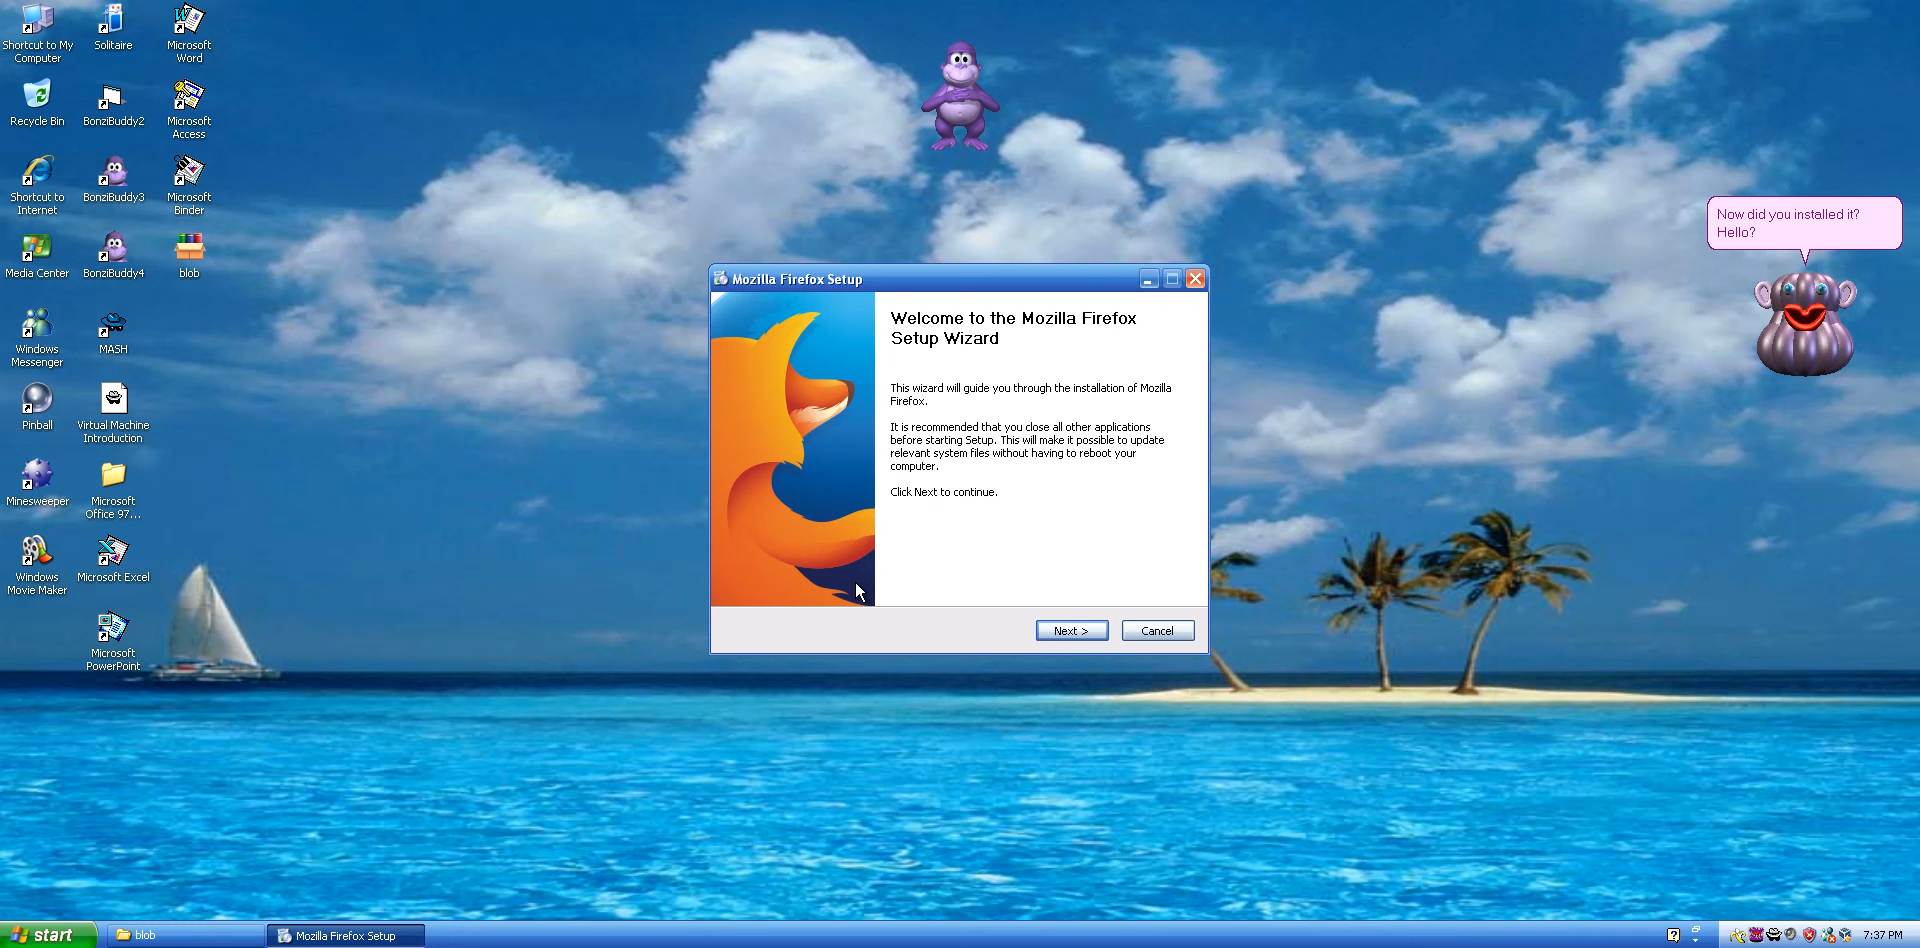 Shortcut to My
Computer
Solitaire
Microsoft
Word
Recycle Bin
BonziBuddy2
Microsoft
Access
Shortcut to
Internet
BonziBuddy3
Microsoft
Binder
Media Center
BonziBuddy4
blob
Windows
Messenger
MASH
Pinball
Virtual Machine
Introduction
Minesweeper
Microsoft
Office 97...
Windows
Movie Maker
Microsoft Excel
Microsoft
PowerPoint
Mozilla Firefox Setup
Welcome to the Mozilla Firefox
Setup Wizard
This wizard will guide you through the installation of Mozilla
Firefox.
It is recommended that you close all other applications
before starting Setup. This will make it possible to update
relevant system files without having to reboot your
computer.
Click Next to continue.
Next >
Cancel
Now did you installed it?
Hello?
start
blob
Mozilla Firefox Setup
7:37 PM